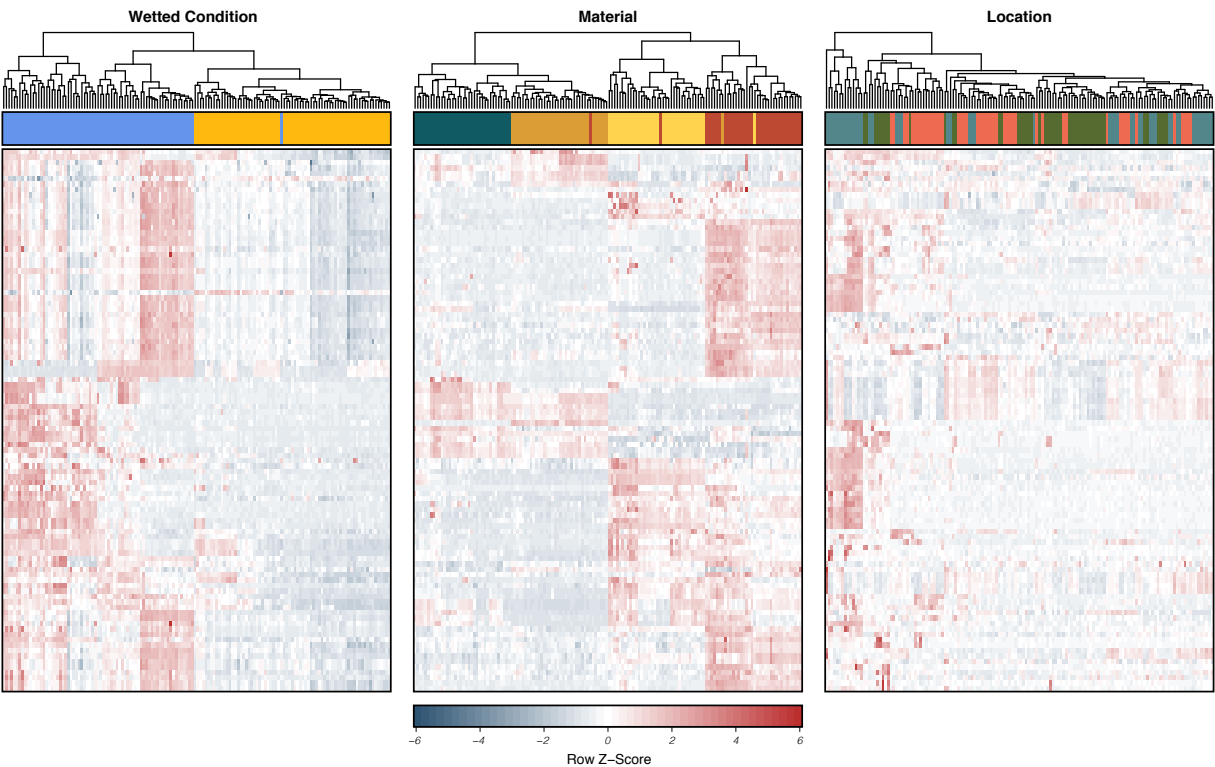 Wetted Condition
Material
Location
−6 −4 −2 0 2 4 6
Row Z−Score